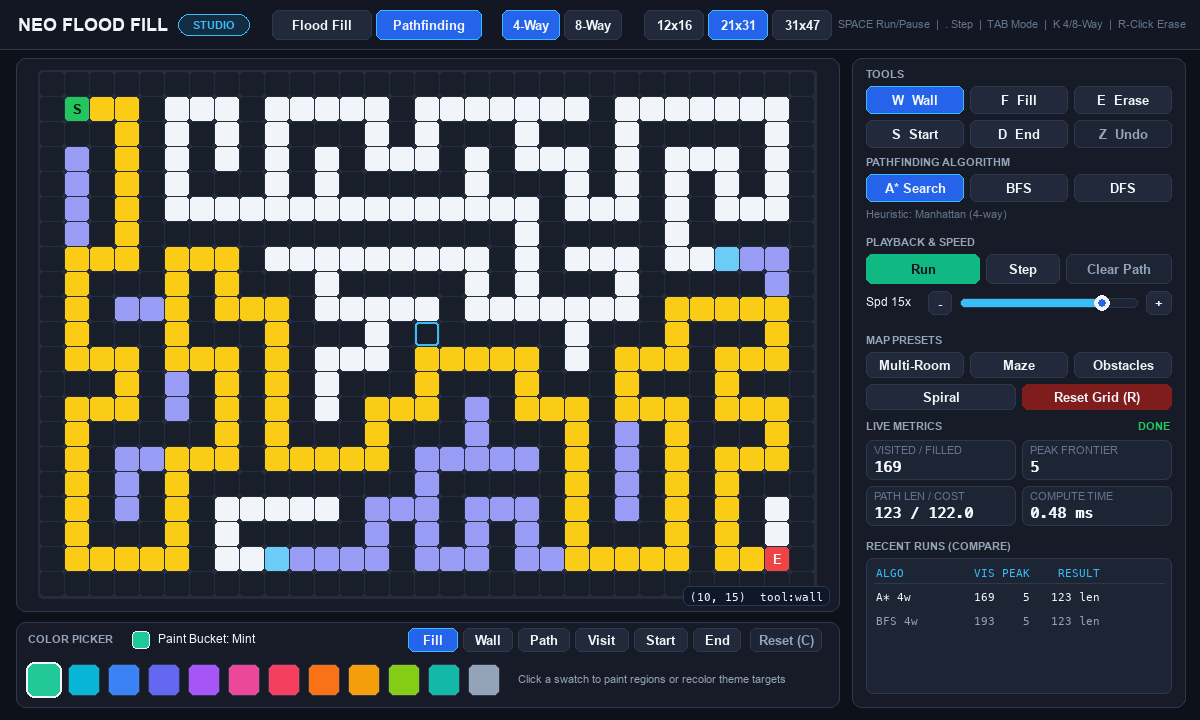 NEO FLOOD FILL STUDIO Flood Fill Pathfinding 4-Way 8-Way 12x16 21x31 31x47 SPACE Run/Pause | . Step | TAB Mode | K 4/8-Way | R-Click Erase
S
E
(10, 15) tool:wall
TOOLS
W Wall F Fill E Erase
S Start D End Z Undo
PATHFINDING ALGORITHM
A* Search BFS DFS
Heuristic: Manhattan (4-way)
PLAYBACK & SPEED
Run Step Clear Path
Spd 15x - +
MAP PRESETS
Multi-Room Maze Obstacles
Spiral Reset Grid (R)
LIVE METRICS DONE
VISITED / FILLED PEAK FRONTIER
169 5
PATH LEN / COST COMPUTE TIME
123 / 122.0 0.48 ms
RECENT RUNS (COMPARE)
ALGO VIS PEAK RESULT
A* 4w 169 5 123 len
BFS 4w 193 5 123 len
COLOR PICKER Paint Bucket: Mint Fill Wall Path Visit Start End Reset (C)
Click a swatch to paint regions or recolor theme targets